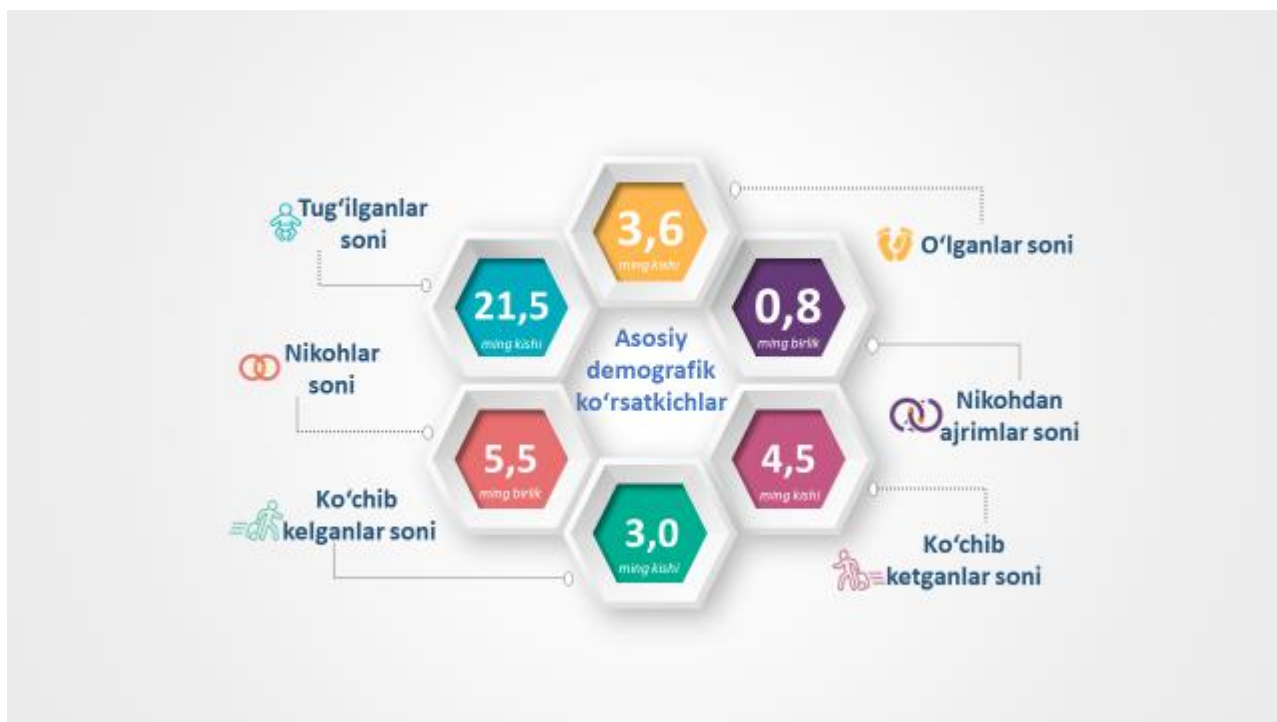 Tug‘ilganlar
soni
21,5
ming kishi
3,6
ming kishi
O‘lganlar soni
0,8
ming birlik
Nikohdan
ajrimlar soni
Asosiy
demografik
ko‘rsatkichlar
Nikohlar
soni
5,5
ming birlik
4,5
ming kishi
Ko‘chib
ketganlar soni
Ko‘chib
kelganlar soni
3,0
ming kishi